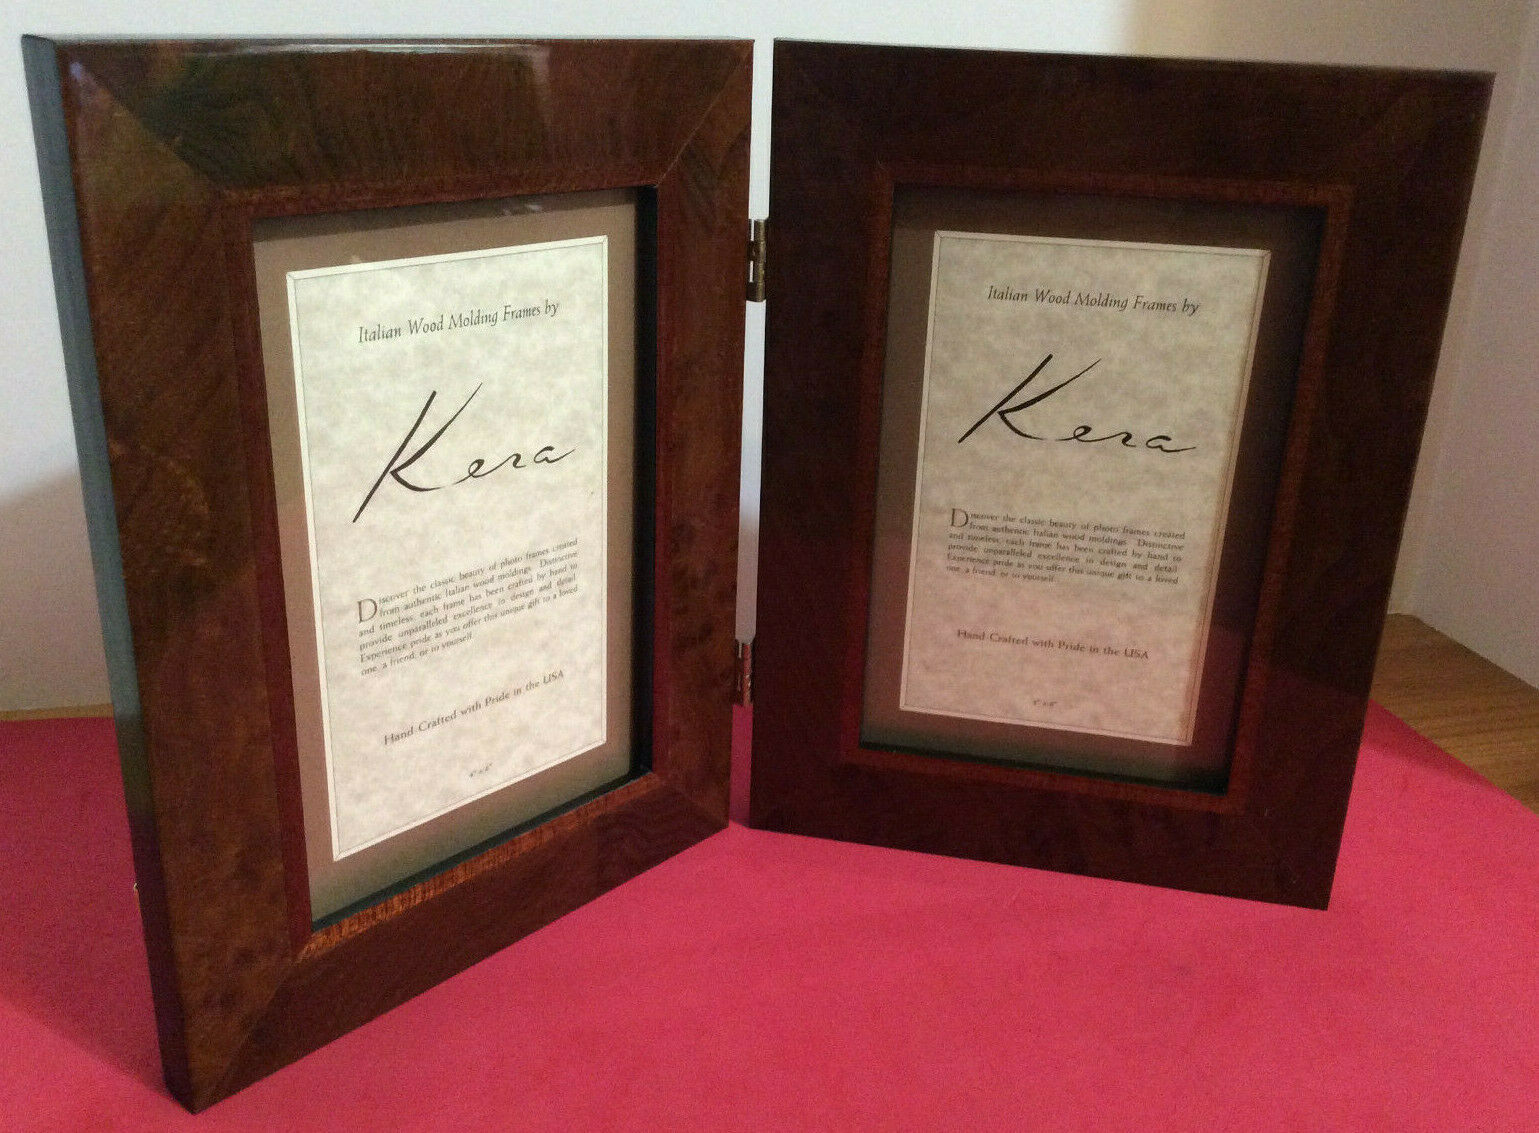 Italian Wood Molding Frames by
Kera
Discover the classic beauty of photo frames created
from authentic Italian wood moldings. Distinctive
and timeless, each frame has been crafted by hand to
provide unparalleled excellence in design and detail.
Experience pride as you offer this unique gift to a loved
one, a friend, or to yourself.
Hand Crafted with Pride in the USA
4" x 6"
Italian Wood Molding Frames by
Kera
Discover the classic beauty of photo frames created
from authentic Italian wood moldings. Distinctive
and timeless, each frame has been crafted by hand to
provide unparalleled excellence in design and detail.
Experience pride as you offer this unique gift to a loved
one, a friend, or to yourself.
Hand Crafted with Pride in the USA
4" x 6"